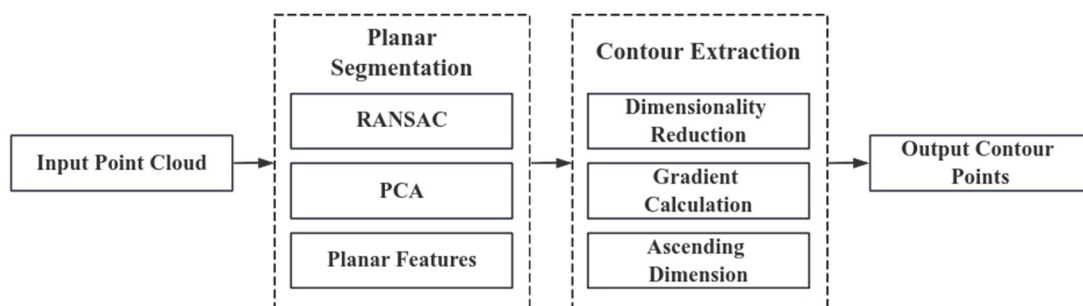 Input Point Cloud
Planar
Segmentation
RANSAC
PCA
Planar Features
Contour Extraction
Dimensionality
Reduction
Gradient
Calculation
Ascending
Dimension
Output Contour
Points